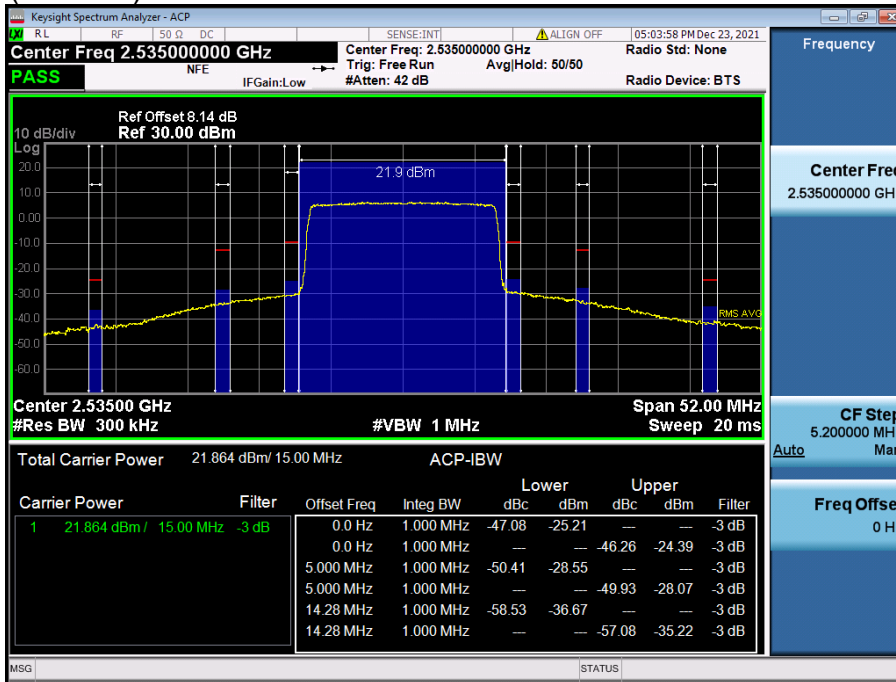 Keysight Spectrum Analyzer - ACP
LXI RL RF 50 Ω DC SENSE:INT ALIGN OFF 05:03:58 PM Dec 23, 2021
Center Freq 2.535000000 GHz
Center Freq: 2.535000000 GHz
Radio Std: None
Trig: Free Run Avg|Hold: 50/50
PASS
NFE
IFGain:Low
#Atten: 42 dB
Radio Device: BTS
Frequency
Ref Offset 8.14 dB
10 dB/div Ref 30.00 dBm
Log
20.0
10.0
0.00
-10.0
-20.0
-30.0
-40.0
-50.0
-60.0
21.9 dBm
RMS AVG
Center 2.53500 GHz
Span 52.00 MHz
#Res BW 300 kHz
#VBW 1 MHz
Sweep 20 ms
Center Freq
2.535000000 GH
CF Step
5.200000 MH
Auto Man
Freq Offse
0 H
Total Carrier Power 21.864 dBm/ 15.00 MHz ACP-IBW
Lower Upper
Carrier Power Filter Offset Freq Integ BW dBc dBm dBc dBm Filter
1 21.864 dBm / 15.00 MHz -3 dB
0.0 Hz 1.000 MHz -47.08 -25.21 --- --- -3 dB
0.0 Hz 1.000 MHz --- --- -46.26 -24.39 -3 dB
5.000 MHz 1.000 MHz -50.41 -28.55 --- --- -3 dB
5.000 MHz 1.000 MHz --- --- -49.93 -28.07 -3 dB
14.28 MHz 1.000 MHz -58.53 -36.67 --- --- -3 dB
14.28 MHz 1.000 MHz --- --- -57.08 -35.22 -3 dB
MSG STATUS